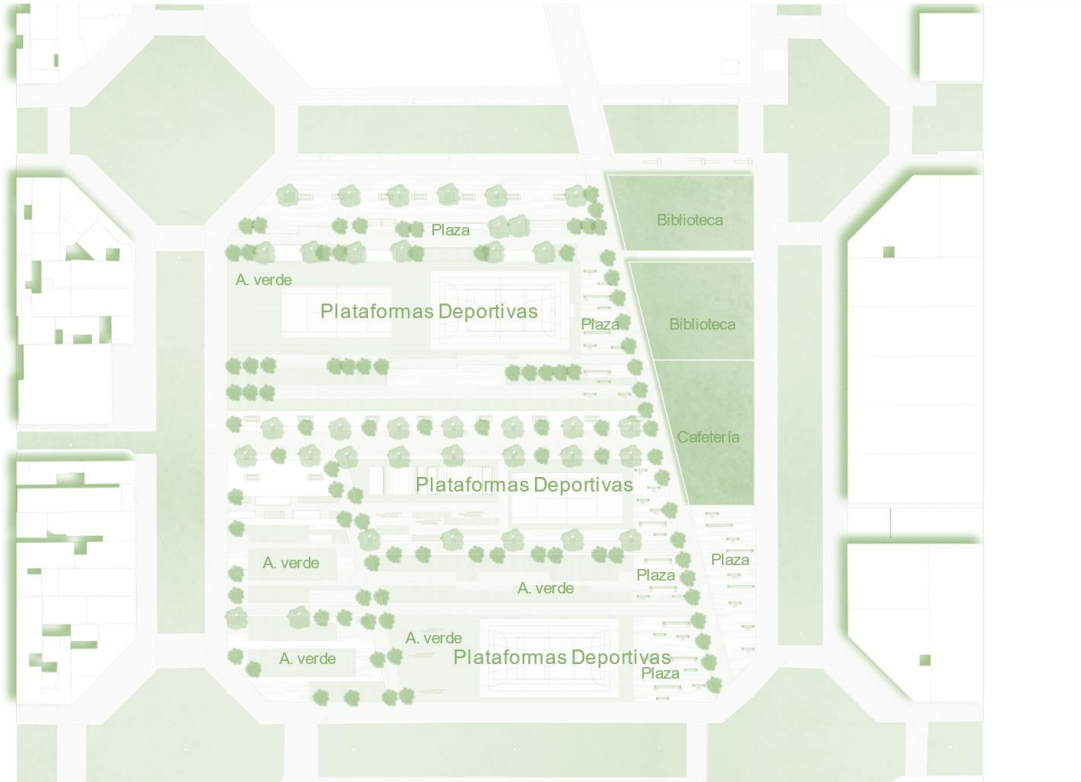 Biblioteca
Plaza
A. verde
Plataformas Deportivas
Plaza
Biblioteca
Cafetería
Plataformas Deportivas
A. verde
Plaza
Plaza
A. verde
A. verde
A. verde
Plataformas Deportivas
Plaza